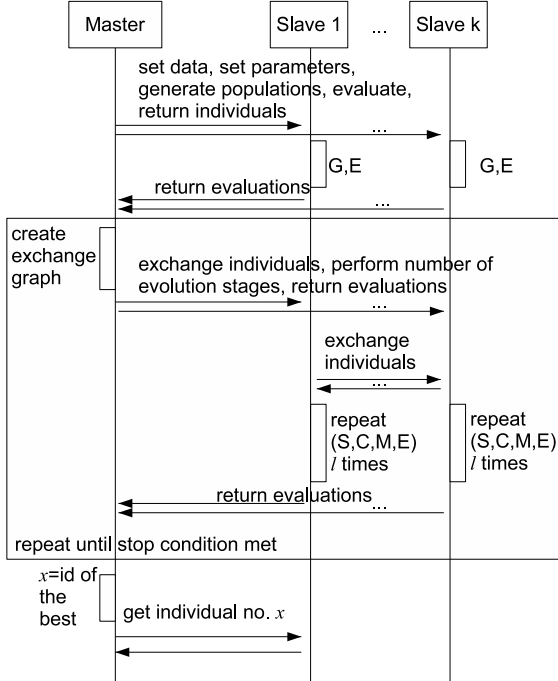 Master
Slave 1
...
Slave k
set data, set parameters,
generate populations, evaluate,
return individuals
...
G,E
G,E
return evaluations
...
create
exchange
graph
exchange individuals, perform number of
evolution stages, return evaluations
...
exchange
individuals
...
repeat
(S,C,M,E)
l times
repeat
(S,C,M,E)
l times
return evaluations
...
repeat until stop condition met
x=id of
the
best
get individual no. x